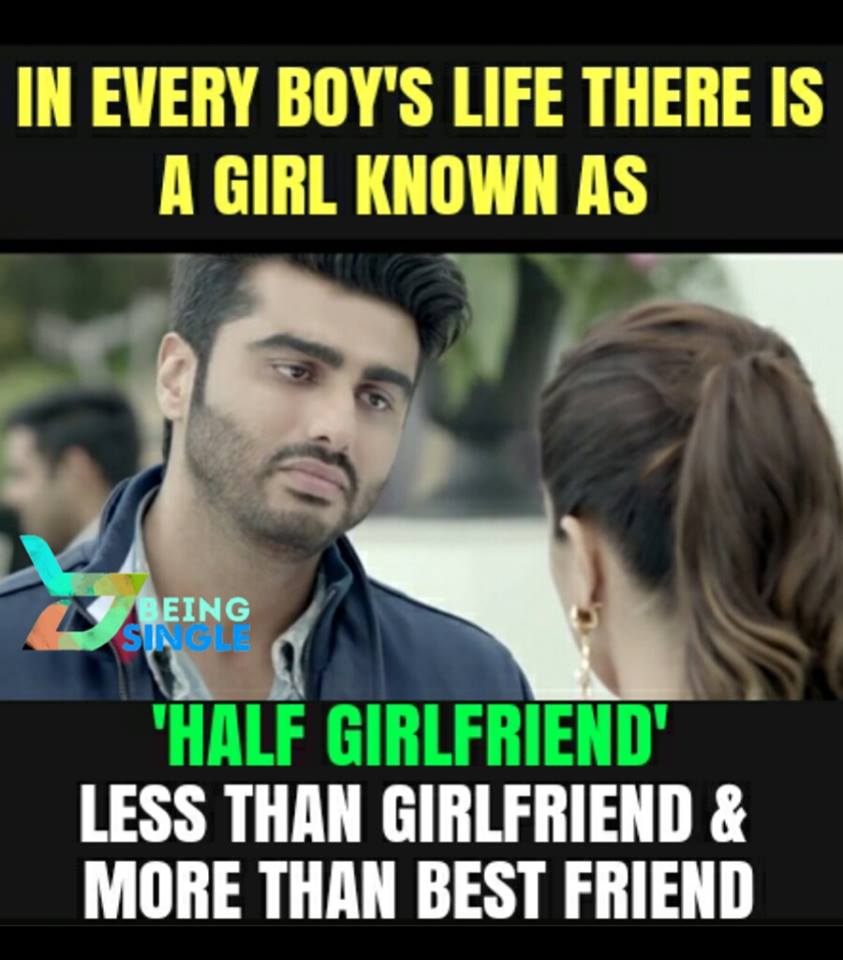 IN EVERY BOY'S LIFE THERE IS
A GIRL KNOWN AS
BEING
SINGLE
'HALF GIRLFRIEND'
LESS THAN GIRLFRIEND &
MORE THAN BEST FRIEND